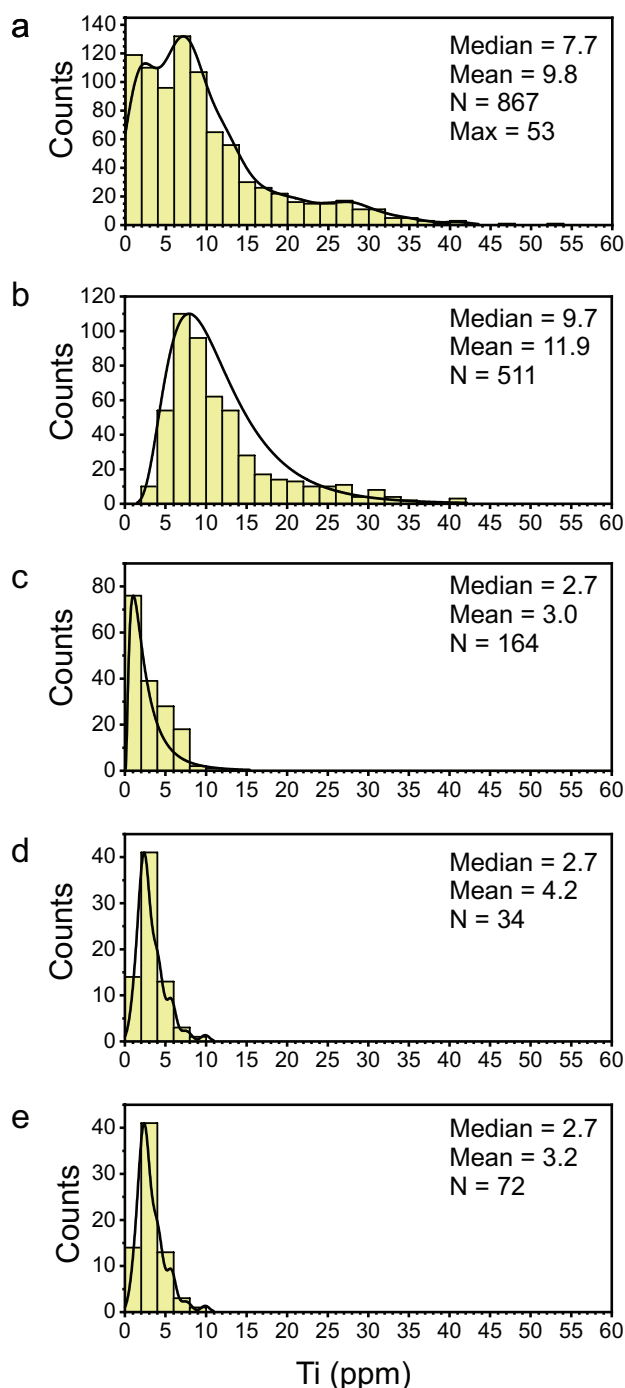 a
140
120
100
80
60
40
20
0
Counts
Median = 7.7
Mean = 9.8
N = 867
Max = 53
0 5 10 15 20 25 30 35 40 45 50 55 60
b
120
100
80
60
40
20
0
Counts
Median = 9.7
Mean = 11.9
N = 511
0 5 10 15 20 25 30 35 40 45 50 55 60
c
80
60
40
20
0
Counts
Median = 2.7
Mean = 3.0
N = 164
0 5 10 15 20 25 30 35 40 45 50 55 60
d
40
30
20
10
0
Counts
Median = 2.7
Mean = 4.2
N = 34
0 5 10 15 20 25 30 35 40 45 50 55 60
e
40
30
20
10
0
Counts
Median = 2.7
Mean = 3.2
N = 72
0 5 10 15 20 25 30 35 40 45 50 55 60
Ti (ppm)